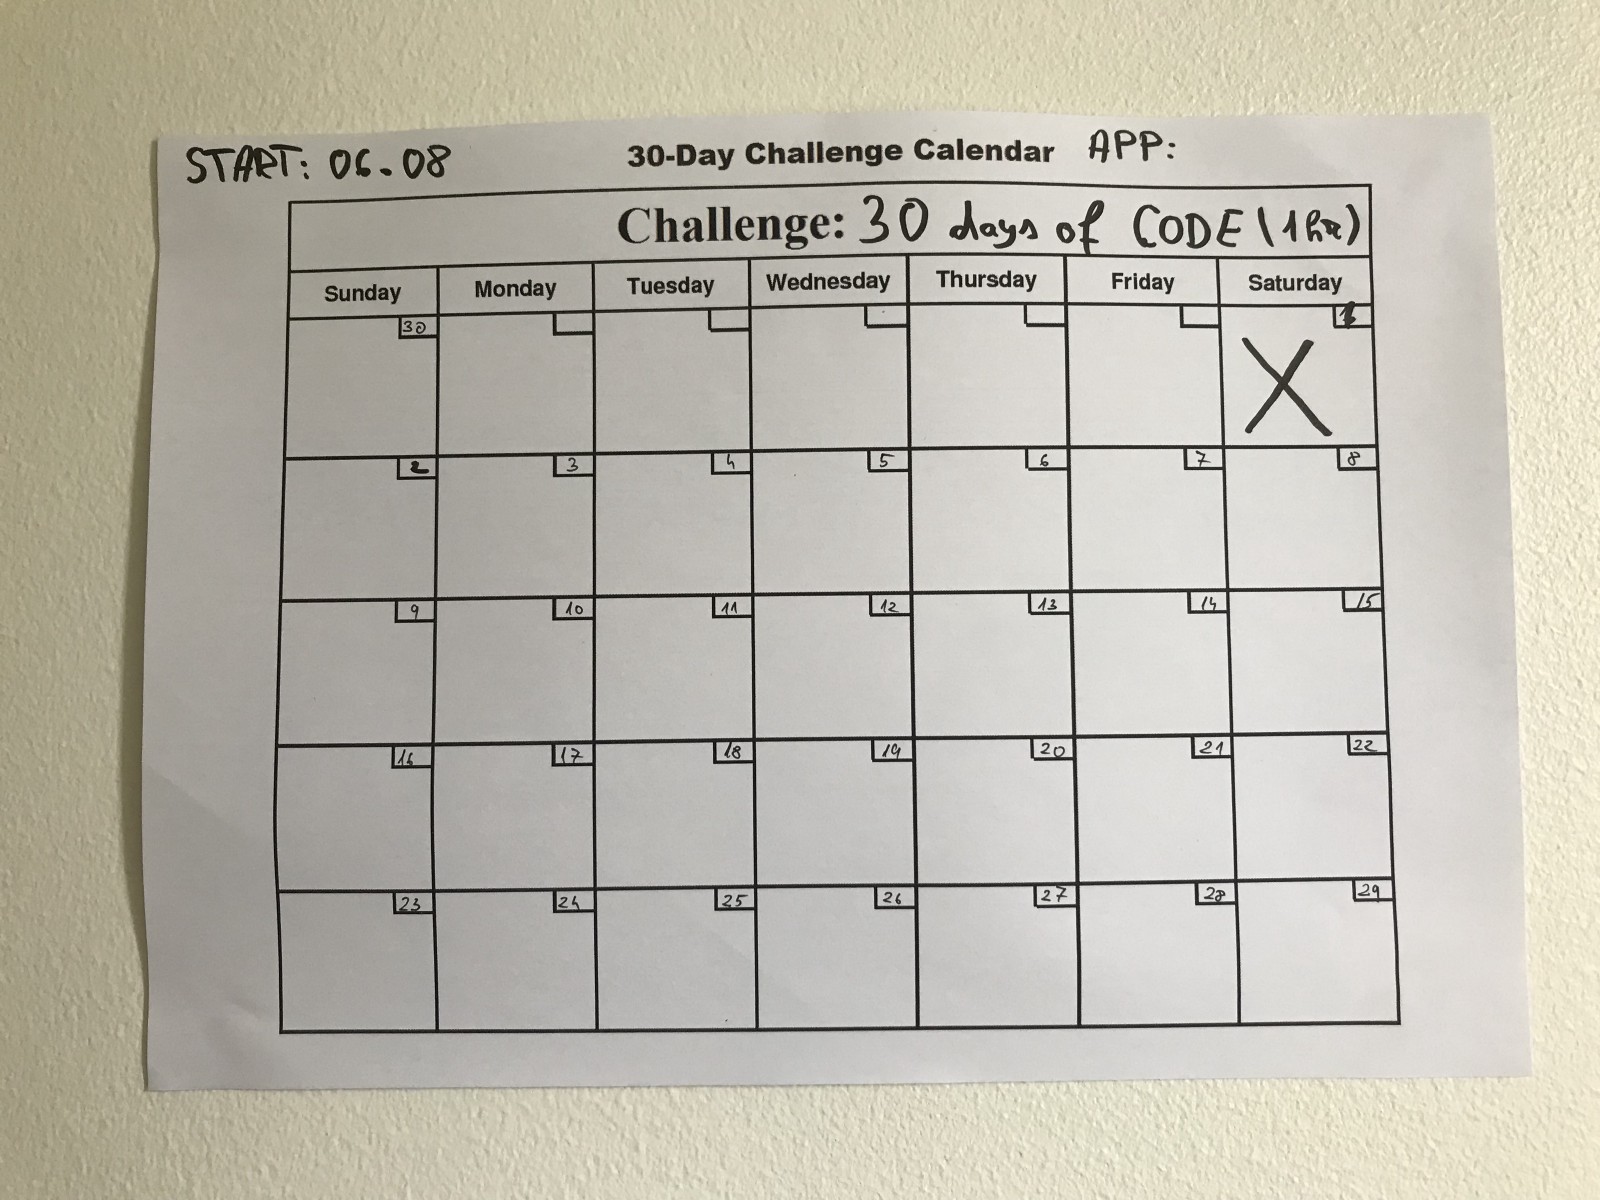 START: 06.08 30-Day Challenge Calendar APP:
Challenge: 30 days of CODE (1hr)
Sunday Monday Tuesday Wednesday Thursday Friday Saturday
30 1
X
2 3 4 5 6 7 8
9 10 11 12 13 14 15
16 17 18 19 20 21 22
23 24 25 26 27 28 29